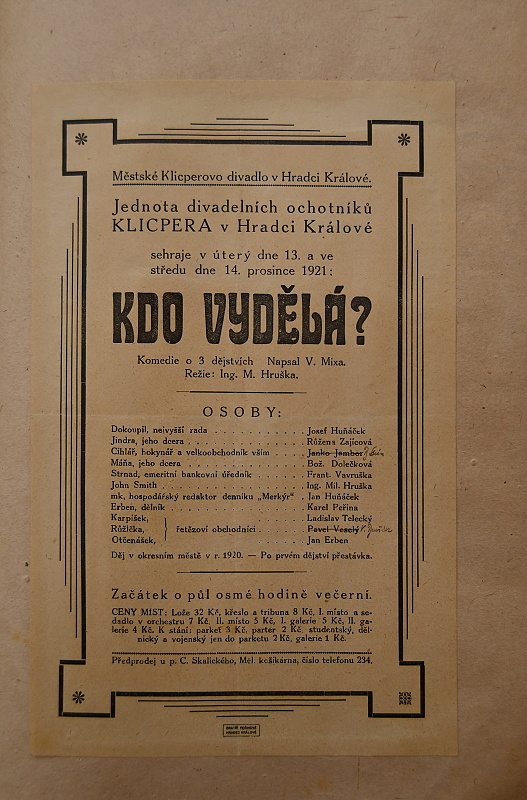 Městské Klicperovo divadlo v Hradci Králové.
Jednota divadelních ochotníků
KLICPERA v Hradci Králové
sehraje v úterý dne 13. a ve
středu dne 14. prosince 1921:
KDO VYDĚLÁ?
Komedie o 3 dějstvích Napsal V. Mixa.
Režie: Ing. M. Hruška.
OSOBY:
Dokoupil, nejvyšší rada . . . . . . . . . . Josef Huňáček
Jindra, jeho dcera . . . . . . . . . . . . . Růžena Zajícová
Cihlář, hokynář a velkoobchodník vším . . . . Janko Jambor
Máňa, jeho dcera . . . . . . . . . . . . . Bož. Dolečková
Strnad, emeritní bankovní úředník . . . . . . Frant. Vavruška
John Smith . . . . . . . . . . . . . . . Ing. Mil. Hruška
mk, hospodářský redaktor denníku „Merkýr“ . Jan Huňáček
Erben, dělník . . . . . . . . . . . . . . Karel Peřina
Karpíšek, Ladislav Telecký
Růžička, řetězoví obchodníci . . . . . Pavel Veselý
Otčenášek, Jan Erben
Děj v okresním městě v r. 1920. — Po prvém dějství přestávka.
Začátek o půl osmé hodině večerní.
CENY MÍST: Lože 32 Kč, křeslo a tribuna 8 Kč, I. místo a se-
dadlo v orchestru 7 Kč, II. místo 5 Kč, I. galerie 5 Kč, II. ga-
lerie 4 Kč. K stání: parket 3 Kč, parter 2 Kč, studentský, děl-
nický a vojenský jen do parketu 2 Kč, galerie 1 Kč.
Předprodej u p. C. Skalického, Mél. košíkárna, číslo telefonu 234.
HRADEC KRÁLOVÉ